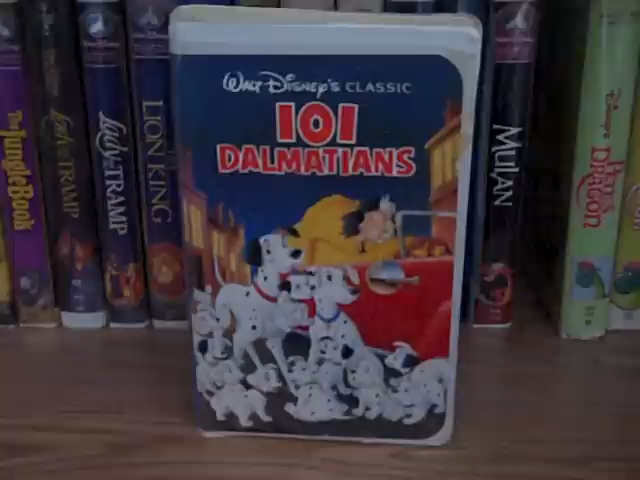 WALT DISNEY'S CLASSIC
101
DALMATIANS
The Jungle Book
Lady and the TRAMP
Lady and the TRAMP
LION KING
MULAN
Disney's
Pete's
Dragon